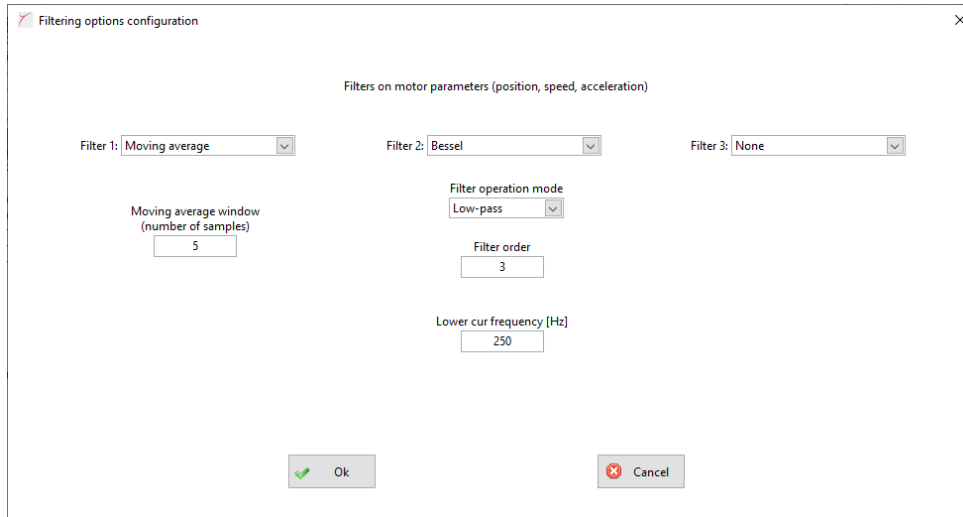 Filtering options configuration
Filters on motor parameters (position, speed, acceleration)
Filter 1: Moving average
Filter 2: Bessel
Filter 3: None
Moving average window
(number of samples)
5
Filter operation mode
Low-pass
Filter order
3
Lower cur frequency [Hz]
250
Ok
Cancel